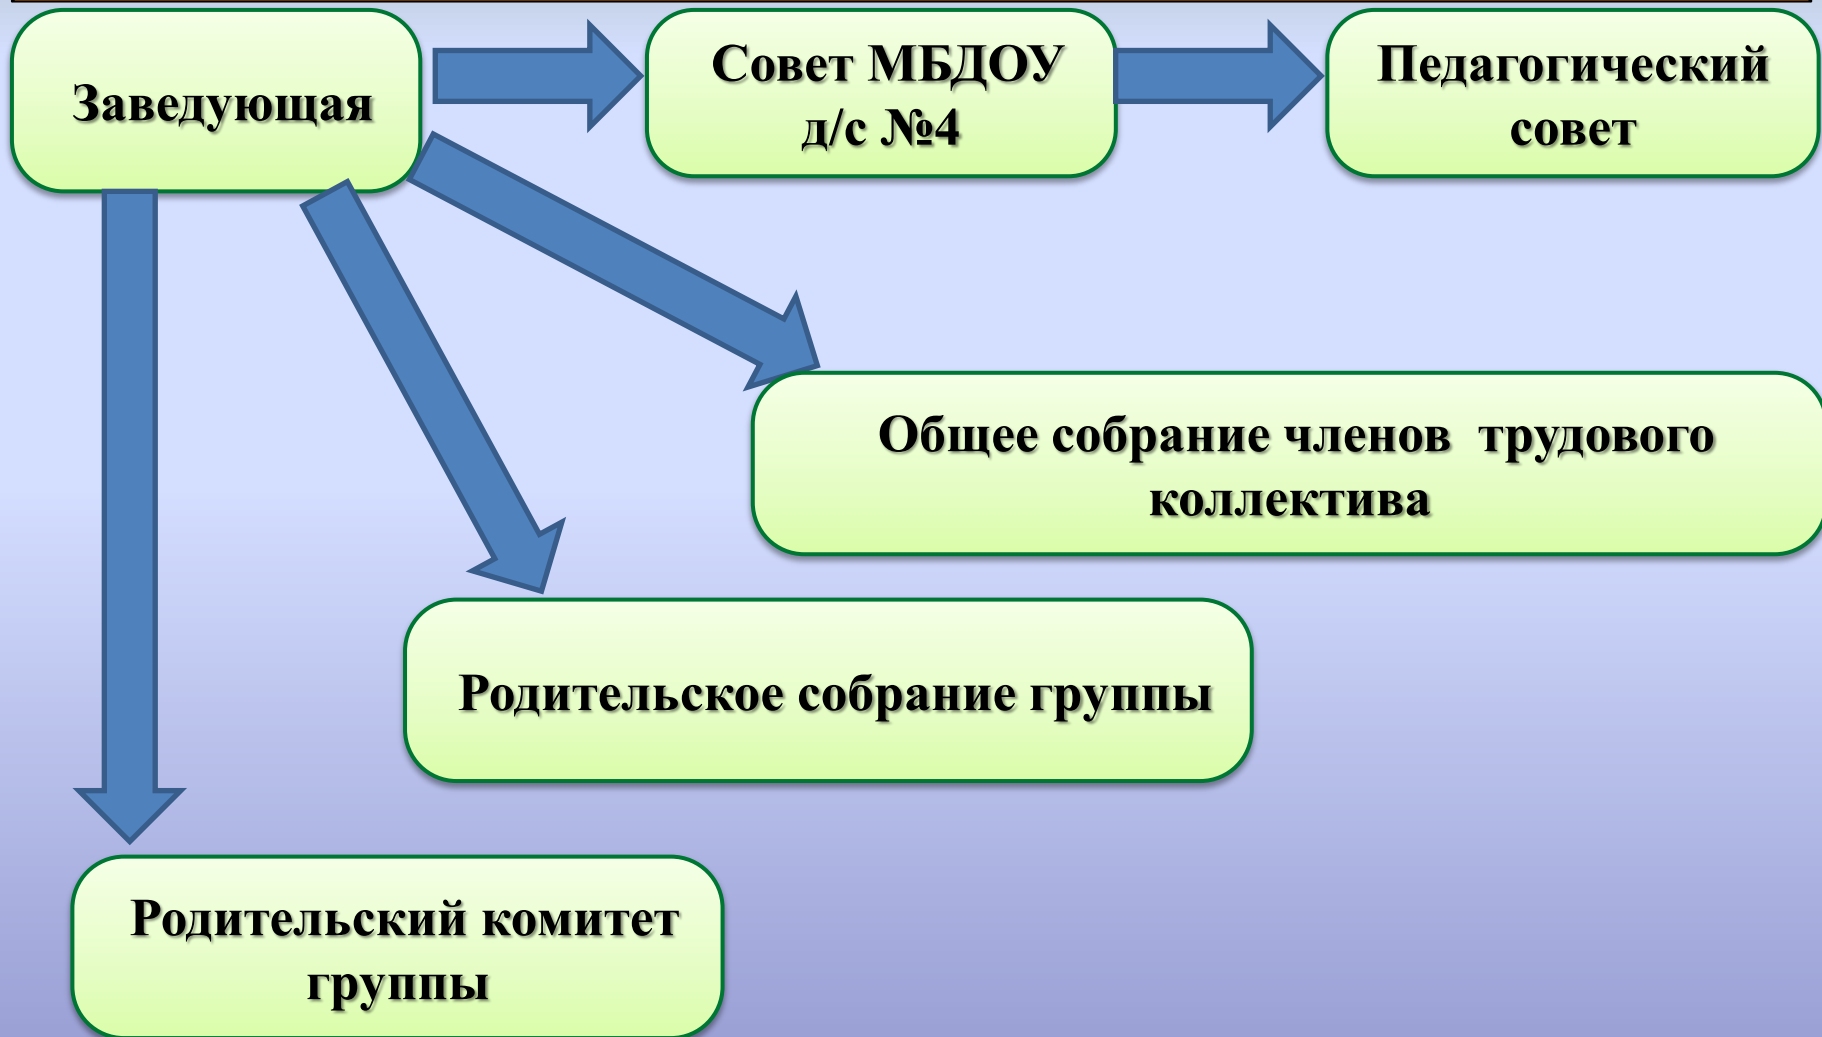 Заведующая
Совет МБДОУ
д/с №4
Педагогический
совет
Общее собрание членов трудового
коллектива
Родительское собрание группы
Родительский комитет
группы